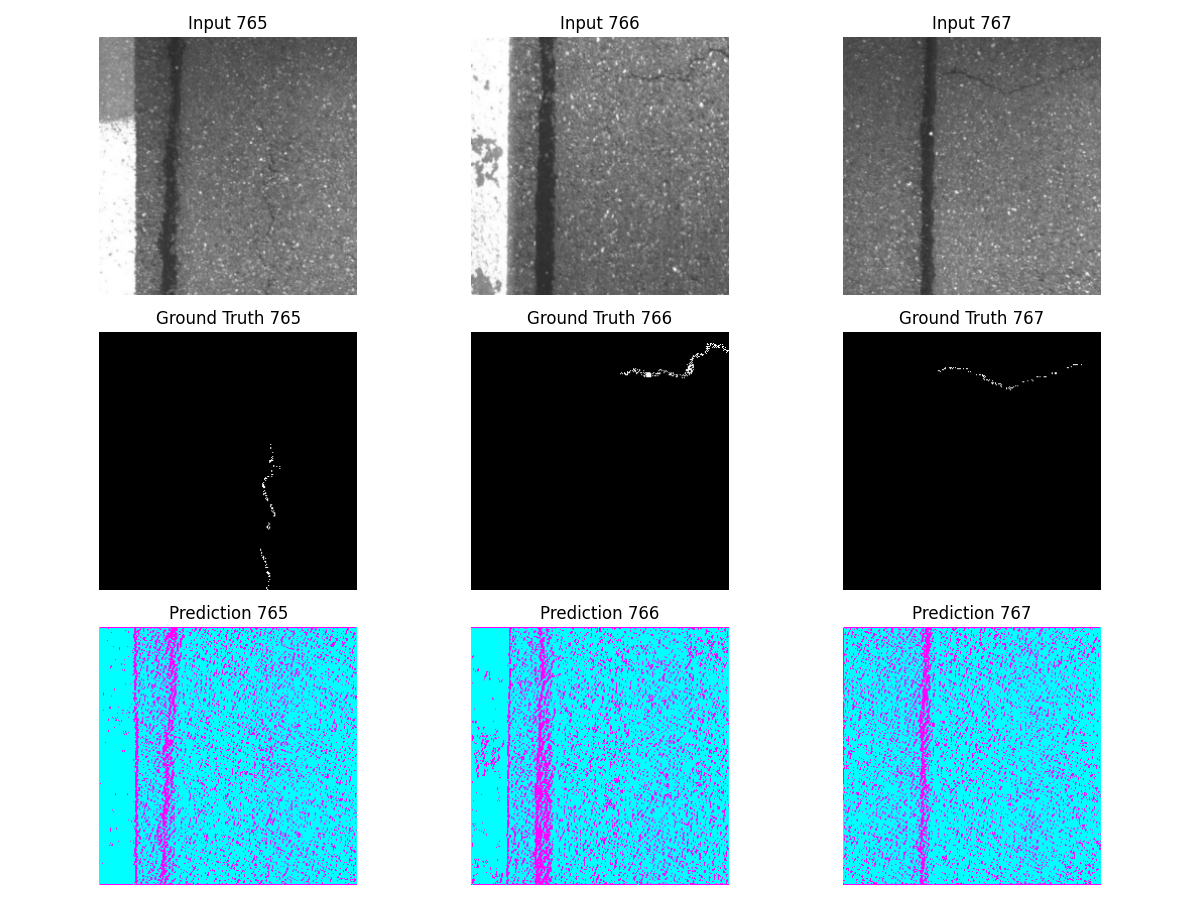 Input 765
Input 766
Input 767
Ground Truth 765
Ground Truth 766
Ground Truth 767
Prediction 765
Prediction 766
Prediction 767